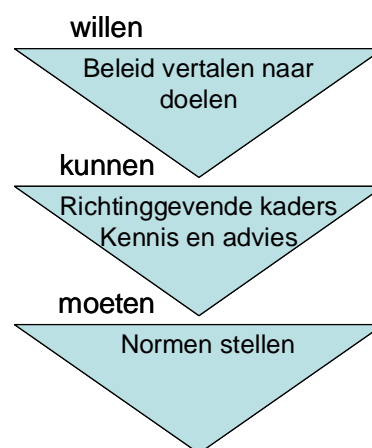 willen
Beleid vertalen naar
doelen
kunnen
Richtinggevende kaders
Kennis en advies
moeten
Normen stellen